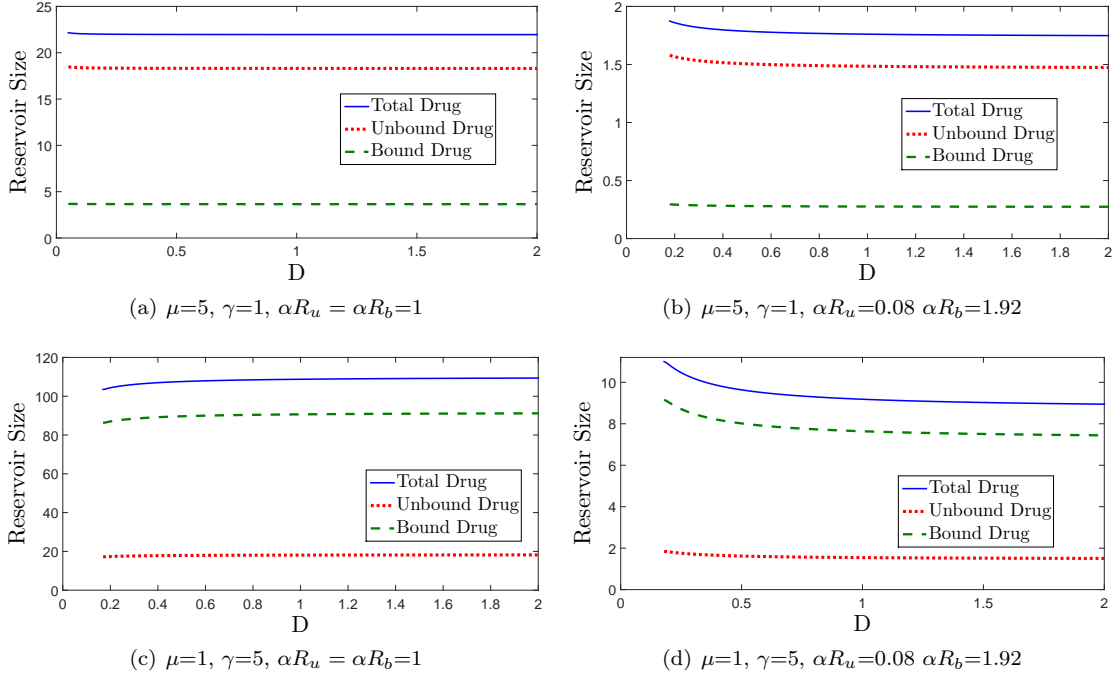 25
20
15
10
5
0
Reservoir Size
Total Drug
Unbound Drug
Bound Drug
0 0.5 1 1.5 2
D
(a) μ=5, γ=1, αR_u = αR_b=1
2
1.5
1
0.5
0
Reservoir Size
Total Drug
Unbound Drug
Bound Drug
0 0.2 0.4 0.6 0.8 1 1.2 1.4 1.6 1.8 2
D
(b) μ=5, γ=1, αR_u=0.08 αR_b=1.92
120
100
80
60
40
20
0
Reservoir Size
Total Drug
Unbound Drug
Bound Drug
0 0.2 0.4 0.6 0.8 1 1.2 1.4 1.6 1.8 2
D
(c) μ=1, γ=5, αR_u = αR_b=1
10
8
6
4
2
0
Reservoir Size
Total Drug
Unbound Drug
Bound Drug
0 0.5 1 1.5 2
D
(d) μ=1, γ=5, αR_u=0.08 αR_b=1.92